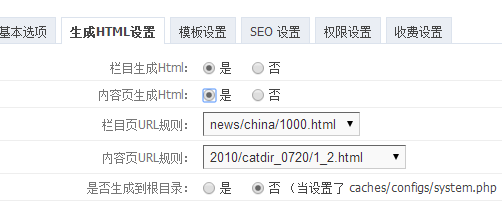 基本选项 生成HTML设置 模板设置 SEO 设置 权限设置 收费设置
栏目生成Html: 是 否
内容页生成Html: 是 否
栏目页URL规则: news/china/1000.html
内容页URL规则: 2010/catdir_0720/1_2.html
是否生成到根目录: 是 否 (当设置了 caches/configs/system.php